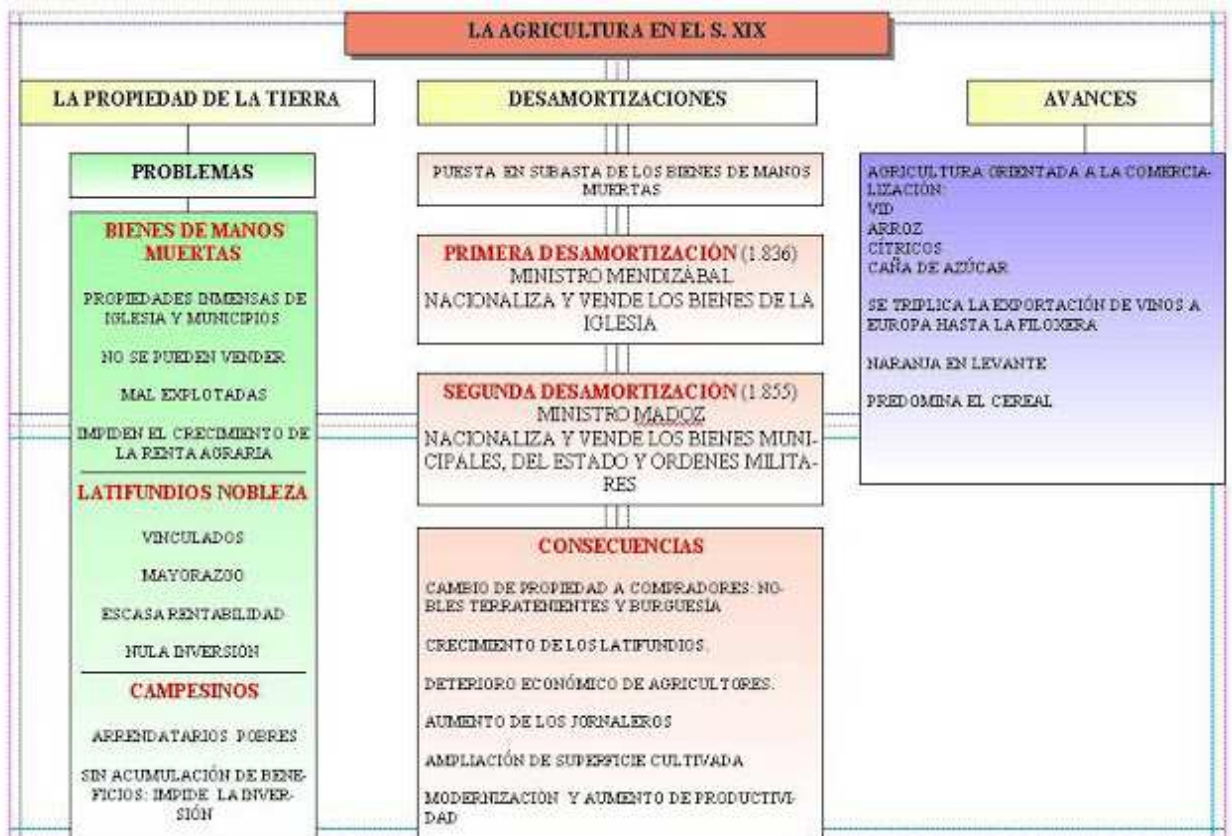 LA AGRICULTURA EN EL S. XIX
LA PROPIEDAD DE LA TIERRA
PROBLEMAS
BIENES DE MANOS
MUERTAS
PROPIEDADES INMENSAS DE
IGLESIA Y MUNICIPIOS
NO SE PUEDEN VENDER
MAL EXPLOTADAS
IMPIDEN EL CRECIMIENTO DE
LA RENTA AGRARIA
LATIFUNDIOS NOBLEZA
VINCULADOS
MAYORAZGO
ESCASA RENTABILIDAD
NULA INVERSIÓN
CAMPESINOS
ARRENDATARIOS POBRES
SIN ACUMULACIÓN DE BENE-
FICIOS: IMPIDE LA INVER-
SIÓN
DESAMORTIZACIONES
PUESTA EN SUBASTA DE LOS BIENES DE MANOS
MUERTAS
PRIMERA DESAMORTIZACIÓN (1.836)
MINISTRO MENDIZÀBAL
NACIONALIZA Y VENDE LOS BIENES DE LA
IGLESIA
SEGUNDA DESAMORTIZACIÓN (1.855)
MINISTRO MADOZ
NACIONALIZA Y VENDE LOS BIENES MUNI-
CIPALES, DEL ESTADO Y ORDENES MILITA-
RES
CONSECUENCIAS
CAMBIO DE PROPIEDAD A COMPRADORES: NO-
BLES TERRATENIENTES Y BURGUESÍA
CRECIMIENTO DE LOS LATIFUNDIOS.
DETERIORO ECONÓMICO DE AGRICULTORES.
AUMENTO DE LOS JORNALEROS
AMPLIACIÓN DE SUPERFICIE CULTIVADA
MODERNIZACIÓN Y AUMENTO DE PRODUCTIVI-
DAD
AVANCES
AGRICULTURA ORIENTADA A LA COMERCIA-
LIZACIÓN:
VID
ARROZ
CÍTRICOS
CAÑA DE AZÚCAR
SE TRIPLICA LA EXPORTACIÓN DE VINOS A
EUROPA HASTA LA FILOXERA
NARANJA EN LEVANTE
PREDOMINA EL CEREAL